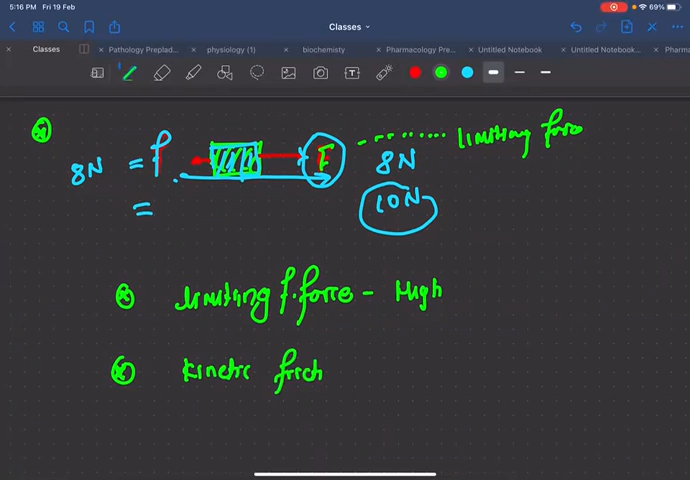 5:16 PM Fri 19 Feb
69%
Classes
Classes
Pathology Preplad...
physiology (1)
biochemisty
Pharmacology Pre...
Untitled Notebook
Untitled Notebook...
Pharma
T
limiting force
8N = f
F
8N
=
10N
limiting f. force - High
kinetic frict